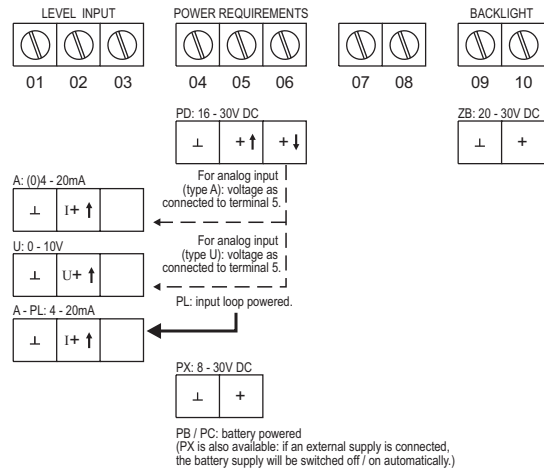 LEVEL INPUT
POWER REQUIREMENTS
BACKLIGHT
01 02 03
04 05 06
07 08
09 10
PD: 16 - 30V DC
⊥ +↑ +↓
ZB: 20 - 30V DC
⊥ +
For analog input
(type A): voltage as
connected to terminal 5.
A: (0)4 - 20mA
⊥ I+ ↑
For analog input
(type U): voltage as
connected to terminal 5.
U: 0 - 10V
⊥ U+ ↑
PL: input loop powered.
A - PL: 4 - 20mA
⊥ I+ ↑
PX: 8 - 30V DC
⊥ +
PB / PC: battery powered
(PX is also available: if an external supply is connected,
the battery supply will be switched off / on automatically.)